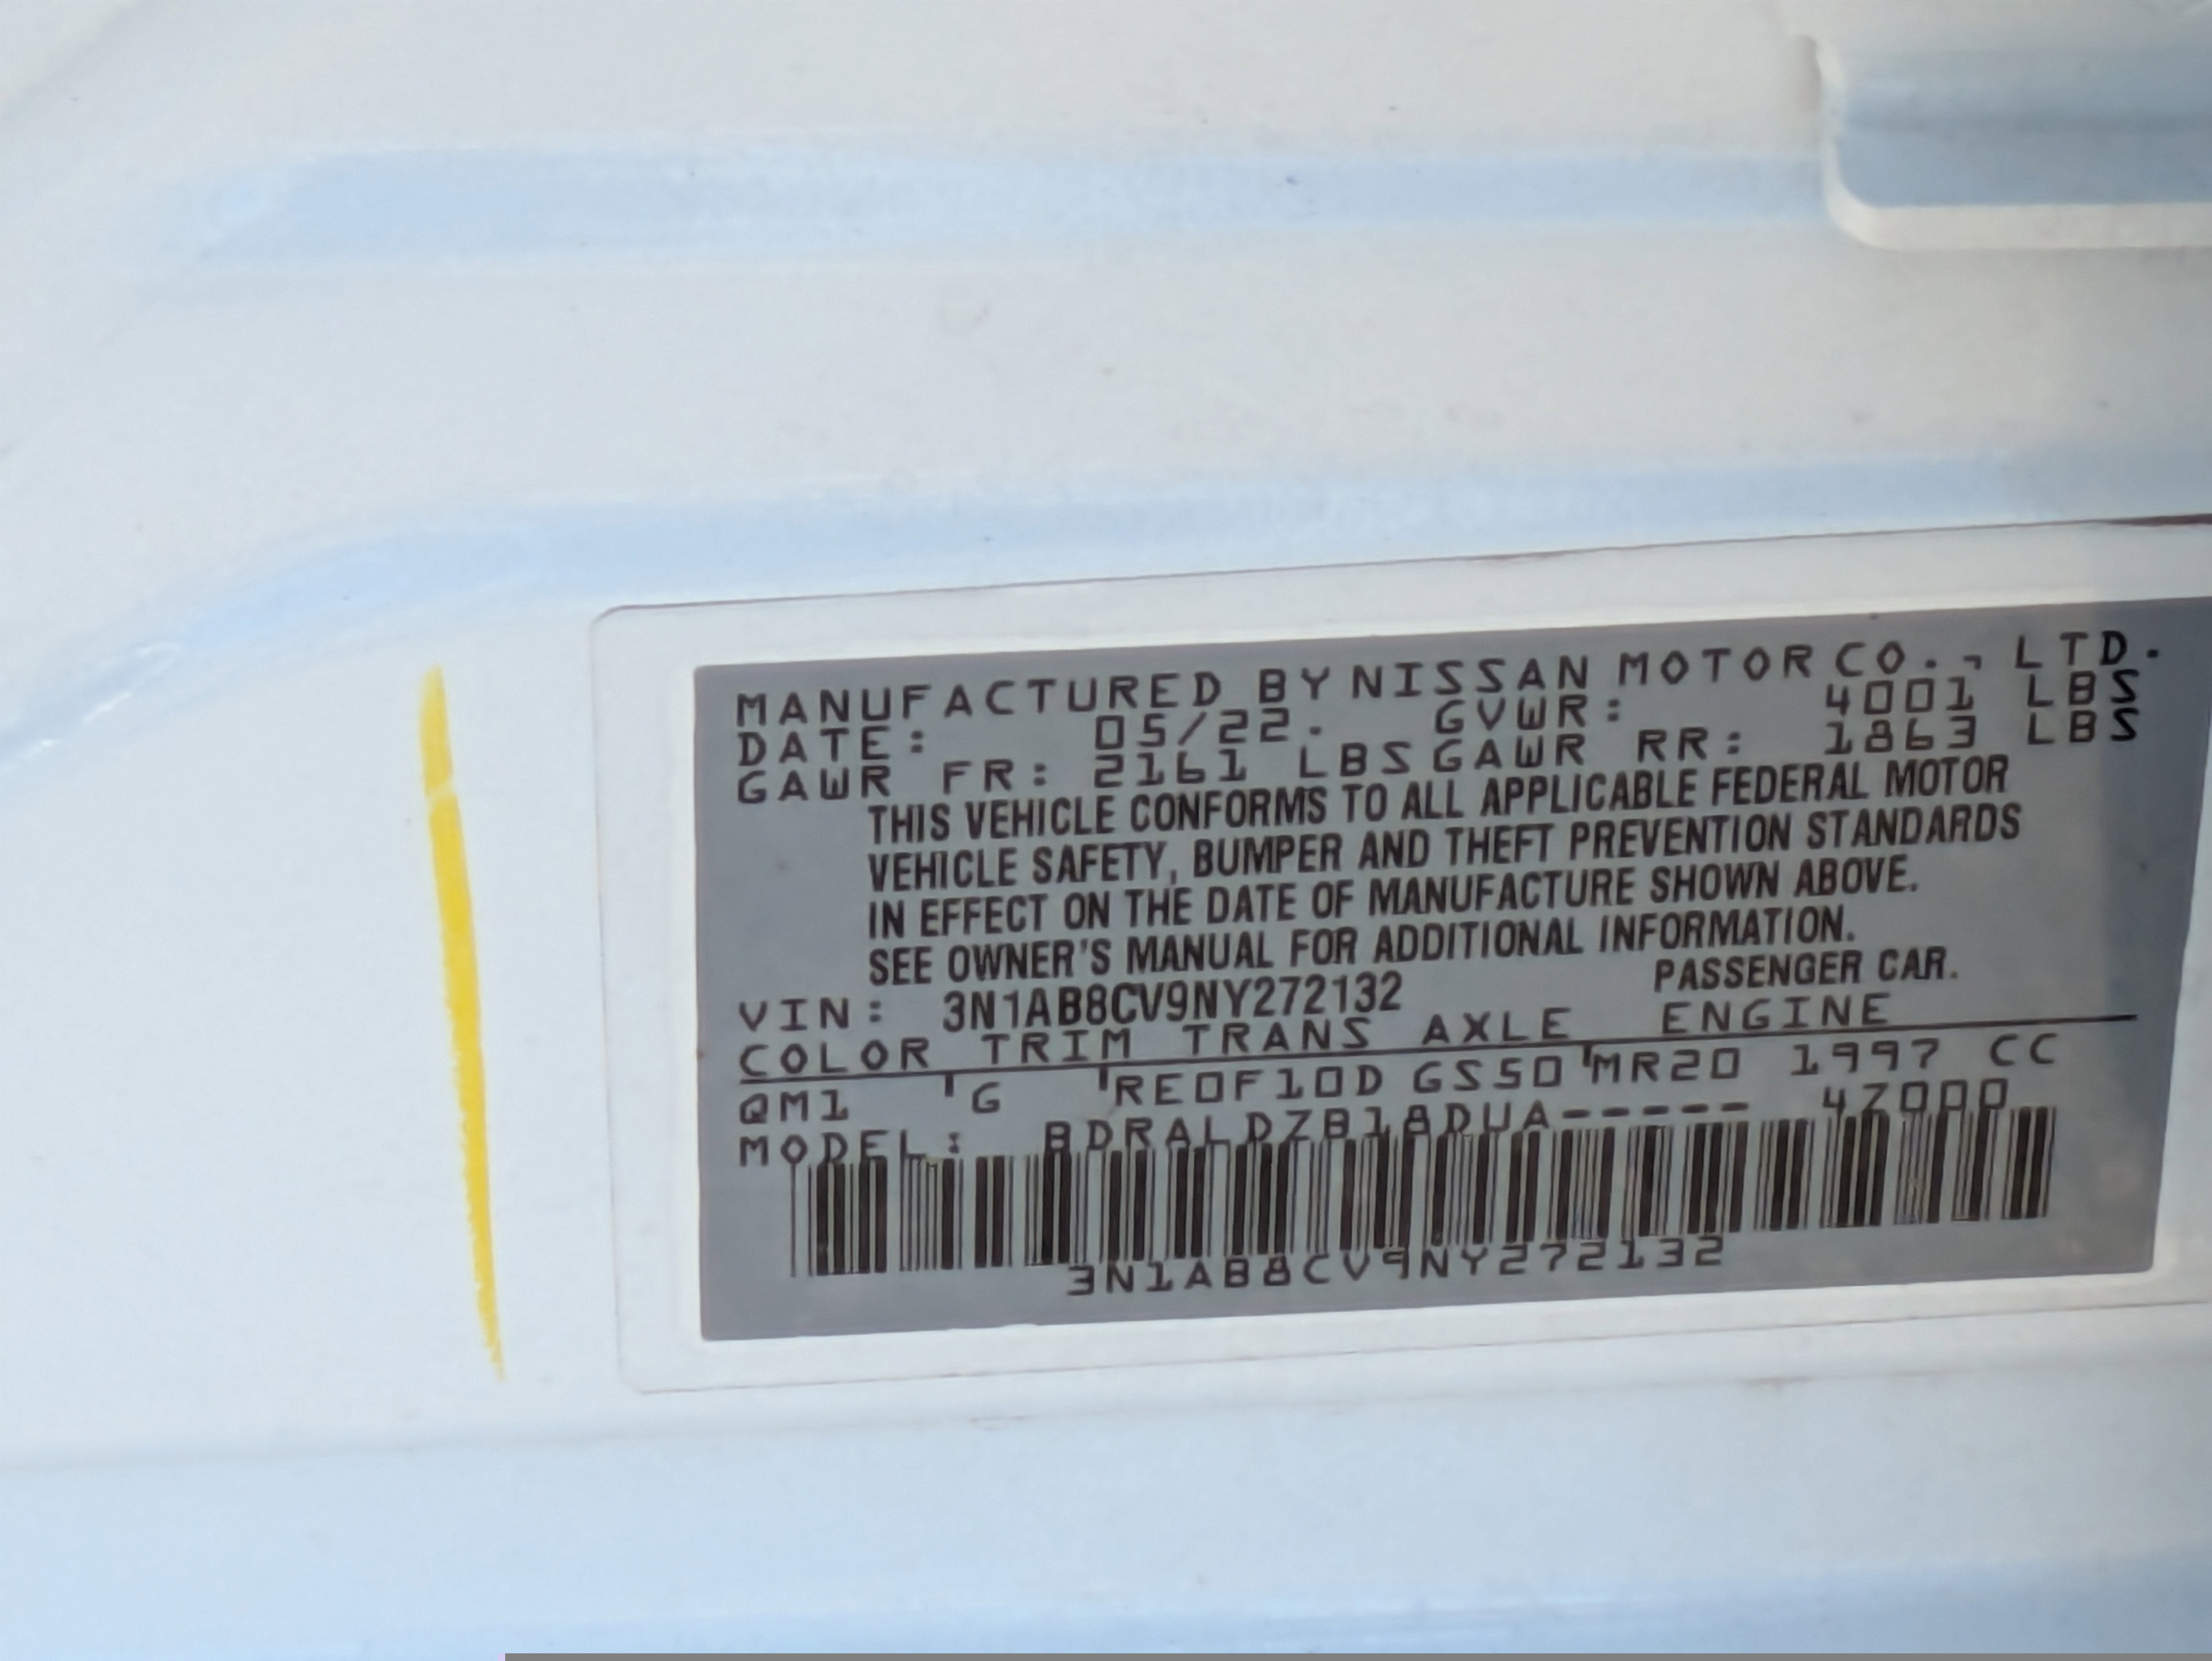 MANUFACTURED BY NISSAN MOTOR CO., LTD.
DATE: 05/22. GVWR: 4001 LBS
GAWR FR: 2161 LBS GAWR RR: 1863 LBS
THIS VEHICLE CONFORMS TO ALL APPLICABLE FEDERAL MOTOR
VEHICLE SAFETY, BUMPER AND THEFT PREVENTION STANDARDS
IN EFFECT ON THE DATE OF MANUFACTURE SHOWN ABOVE.
SEE OWNER'S MANUAL FOR ADDITIONAL INFORMATION.
VIN: 3N1AB8CV9NY272132 PASSENGER CAR.
COLOR TRIM TRANS AXLE ENGINE
QM1 G RE0F10D GS50 MR20 1997 CC
MODEL: BDRALDZB18DUA----- 4Z000
3N1AB8CV9NY272132